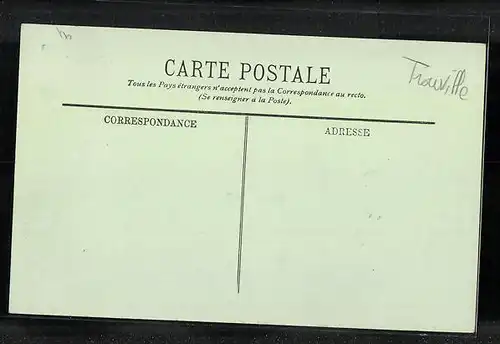 CARTE POSTALE
Trouville
Tous les Pays étrangers n'acceptent pas la Correspondance au recto.
(Se renseigner à la Poste).
CORRESPONDANCE
ADRESSE